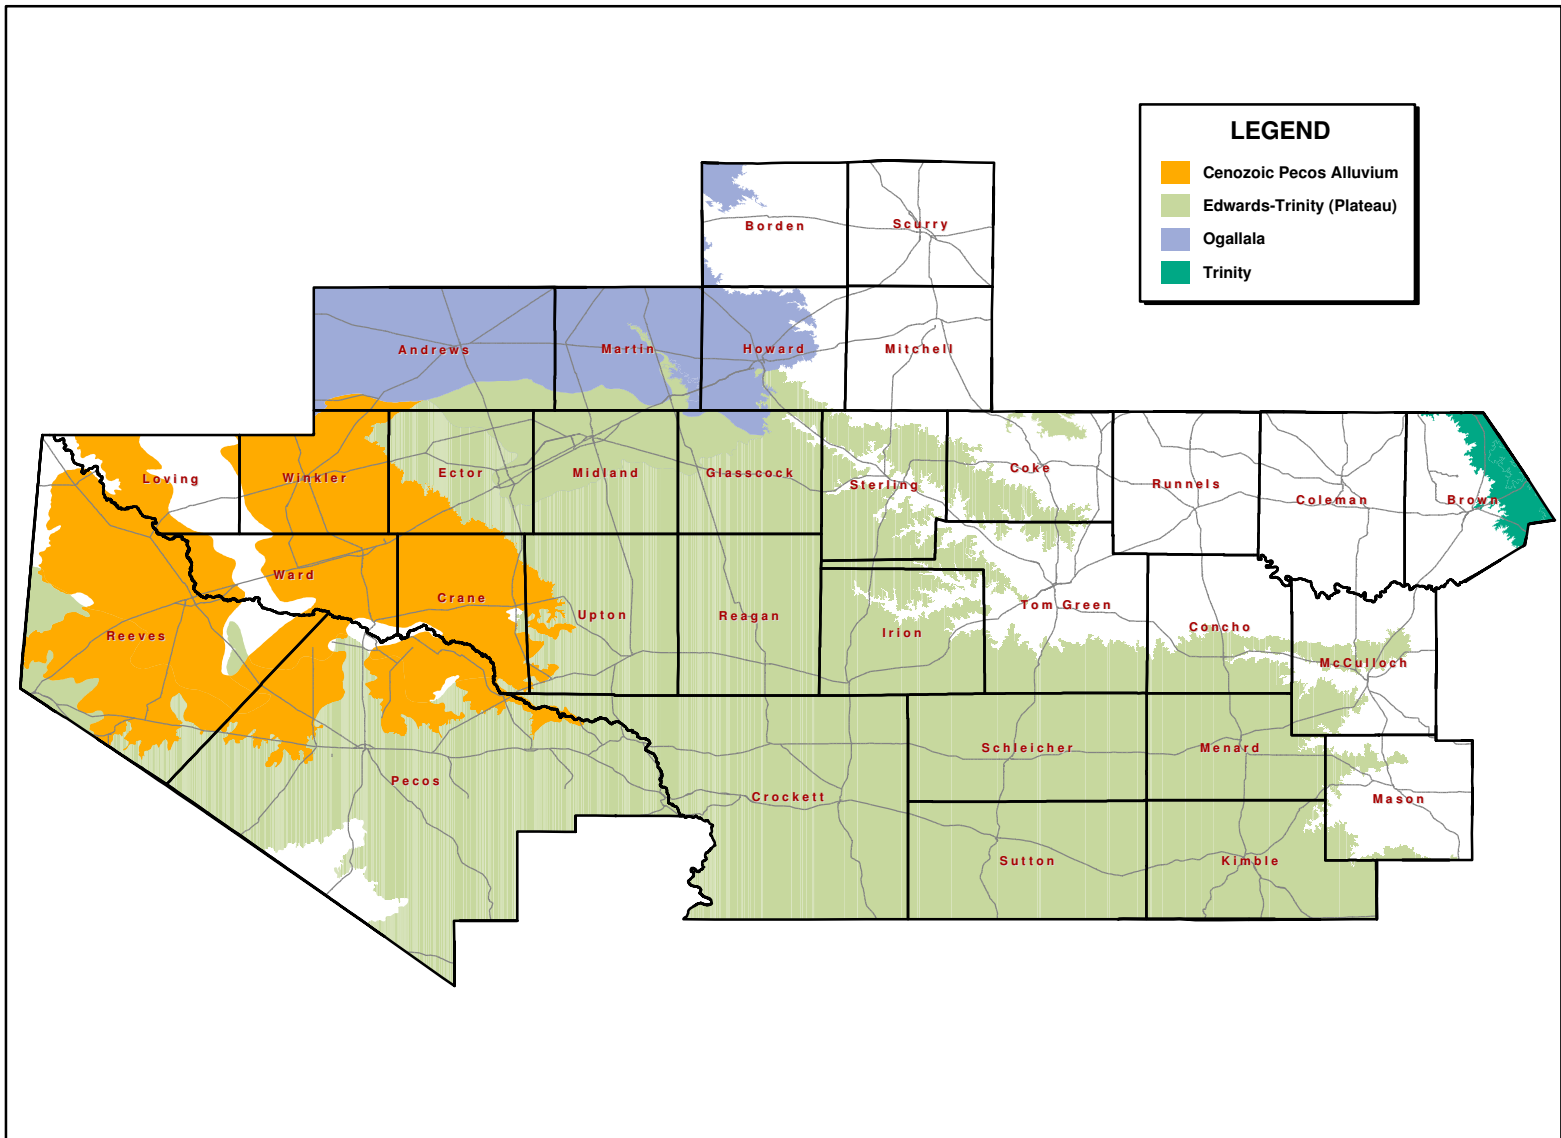 LEGEND
Cenozoic Pecos Alluvium
Edwards-Trinity (Plateau)
Ogallala
Trinity
Borden
Scurry
Andrews
Martin
Howard
Mitchell
Loving
Winkler
Ector
Midland
Glasscock
Sterling
Coke
Runnels
Coleman
Brown
Ward
Crane
Upton
Reagan
Irion
Tom Green
Concho
McCulloch
Reeves
Pecos
Crockett
Schleicher
Menard
Mason
Sutton
Kimble